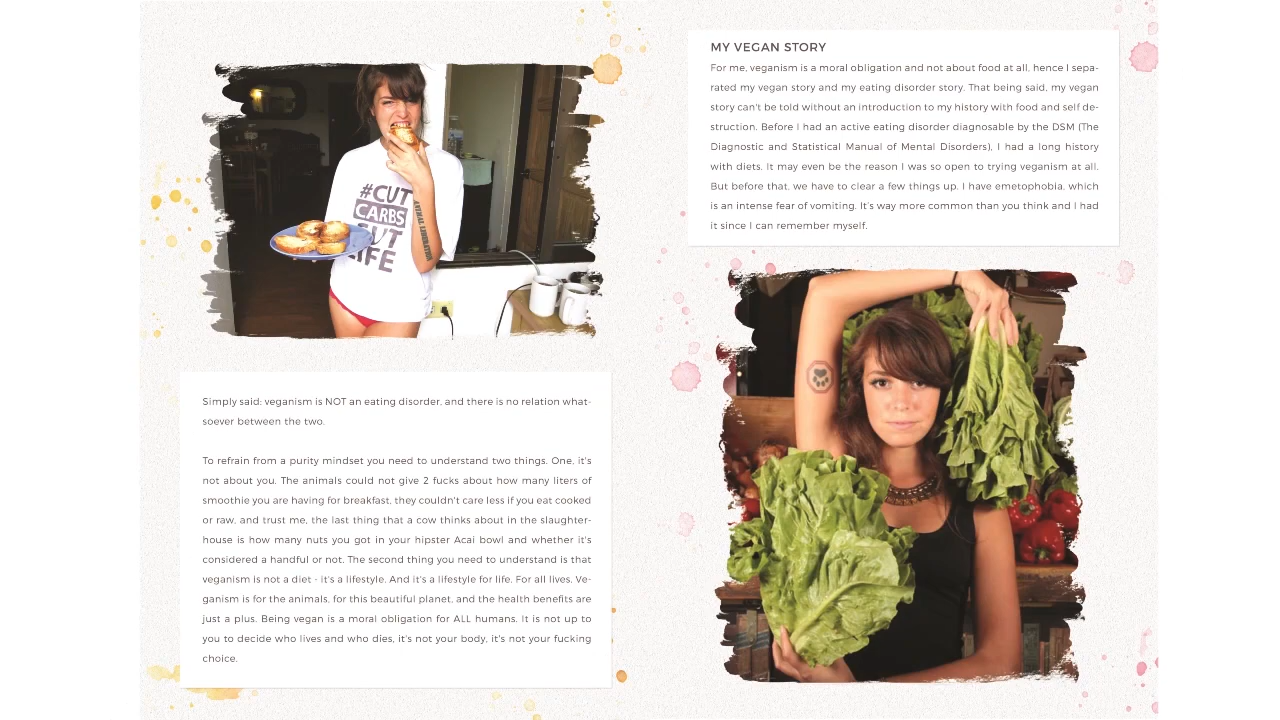 #CUT
CARBS
CUT
LIFE
Simply said: veganism is NOT an eating disorder, and there is no relation what-
soever between the two.
To refrain from a purity mindset you need to understand two things. One, it's
not about you. The animals could not give 2 fucks about how many liters of
smoothie you are having for breakfast, they couldn't care less if you eat cooked
or raw, and trust me, the last thing that a cow thinks about in the slaughter-
house is how many nuts you got in your hipster Acai bowl and whether it's
considered a handful or not. The second thing you need to understand is that
veganism is not a diet - it's a lifestyle. And it's a lifestyle for life. For all lives. Ve-
ganism is for the animals, for this beautiful planet, and the health benefits are
just a plus. Being vegan is a moral obligation for ALL humans. It is not up to
you to decide who lives and who dies, it's not your body, it's not your fucking
choice.
MY VEGAN STORY
For me, veganism is a moral obligation and not about food at all, hence I sepa-
rated my vegan story and my eating disorder story. That being said, my vegan
story can't be told without an introduction to my history with food and self de-
struction. Before I had an active eating disorder diagnosable by the DSM (The
Diagnostic and Statistical Manual of Mental Disorders), I had a long history
with diets. It may even be the reason I was so open to trying veganism at all.
But before that, we have to clear a few things up. I have emetophobia, which
is an intense fear of vomiting. It's way more common than you think and I had
it since I can remember myself.